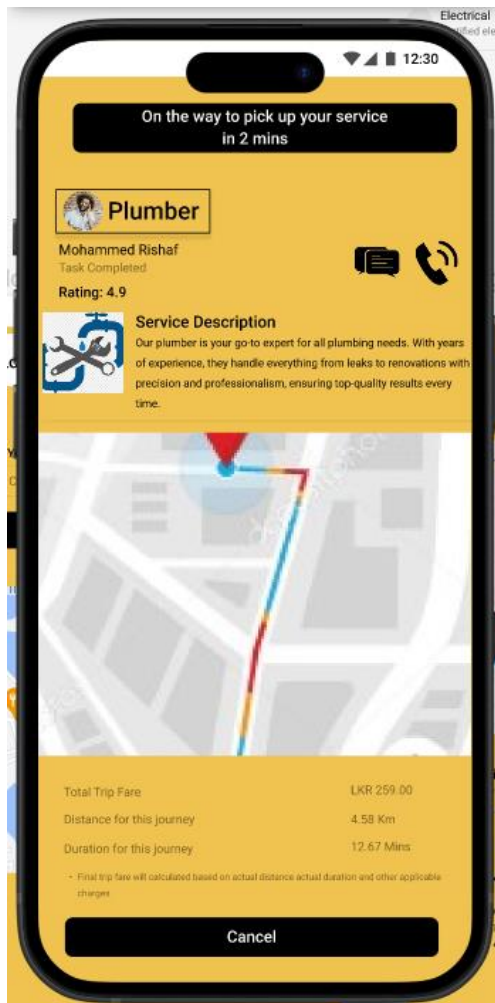 Electrical
12:30
On the way to pick up your service
in 2 mins
Plumber
Mohammed Rishaf
Task Completed
Rating: 4.9
Service Description
Our plumber is your go-to expert for all plumbing needs. With years
of experience, they handle everything from leaks to renovations with
precision and professionalism, ensuring top-quality results every
time.
Total Trip Fare LKR 259.00
Distance for this journey 4.58 Km
Duration for this journey 12.67 Mins
• Final trip fare will calculated based on actual distance actual duration and other applicable
charges
Cancel